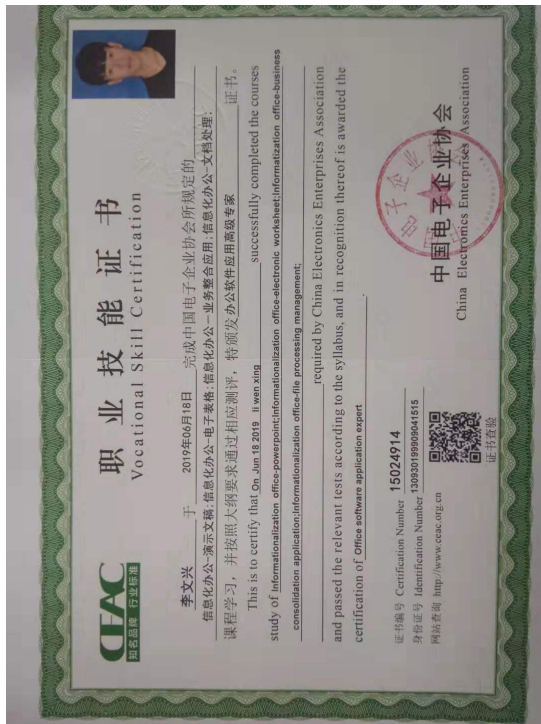 CEAC
知名品牌 行业标准
职业技能证书
Vocational Skill Certification
李文兴 于 2019年06月18日 完成中国电子企业协会所规定的
信息化办公-演示文稿;信息化办公-电子表格;信息化办公-业务整合应用;信息化办公-文档处理;
课程学习，并按照大纲要求通过相应测评，特颁发 办公软件应用高级专家 证书。
This is to certify that On Jun 18 2019 li wen xing successfully completed the courses
study of Informationalization office-powerpoint;Informationalization office-electronic worksheet;Informatization office-business
consolidation application;Informationalization office-file processing management;
required by China Electronics Enterprises Association
and passed the relevant tests according to the syllabus, and in recognition thereof is awarded the
certification of Office software application expert
证书编号 Certification Number 15024914
身份证号 Identification Number 130930199909041515
网站查询 http://www.ceac.org.cn
证书查验
中国电子企业协会
China Electronics Enterprises Association